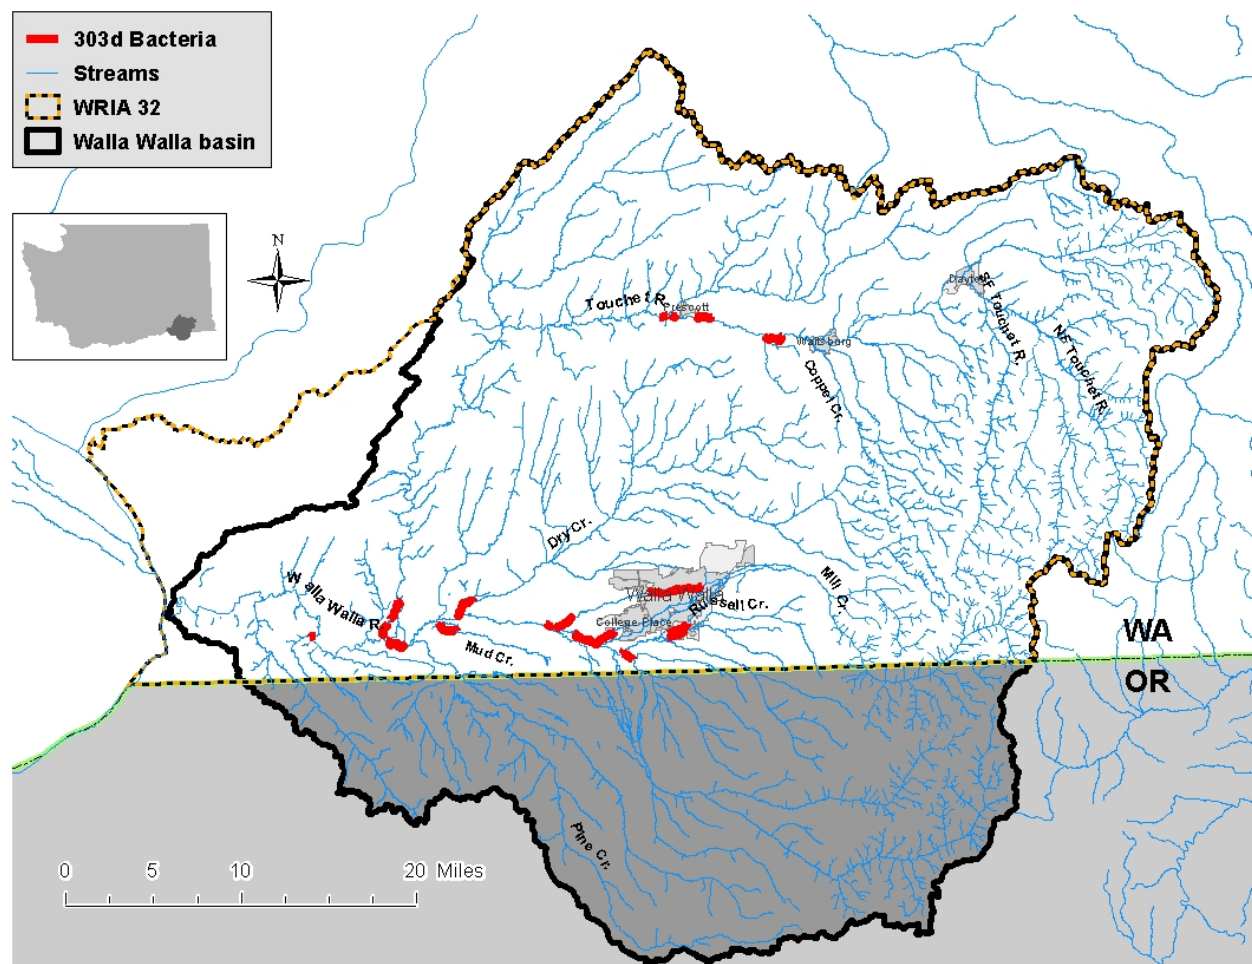 303d Bacteria
Streams
WRIA 32
Walla Walla basin
N
Touchet R.
Prescott
Waitsburg
Dayton
SF Touchet R.
NF Touchet R.
Coppei Cr.
Dry Cr.
Walla Walla R.
Walla Walla
College Place
Russell Cr.
Mill Cr.
Mud Cr.
WA
OR
Pine Cr.
0 5 10 20 Miles